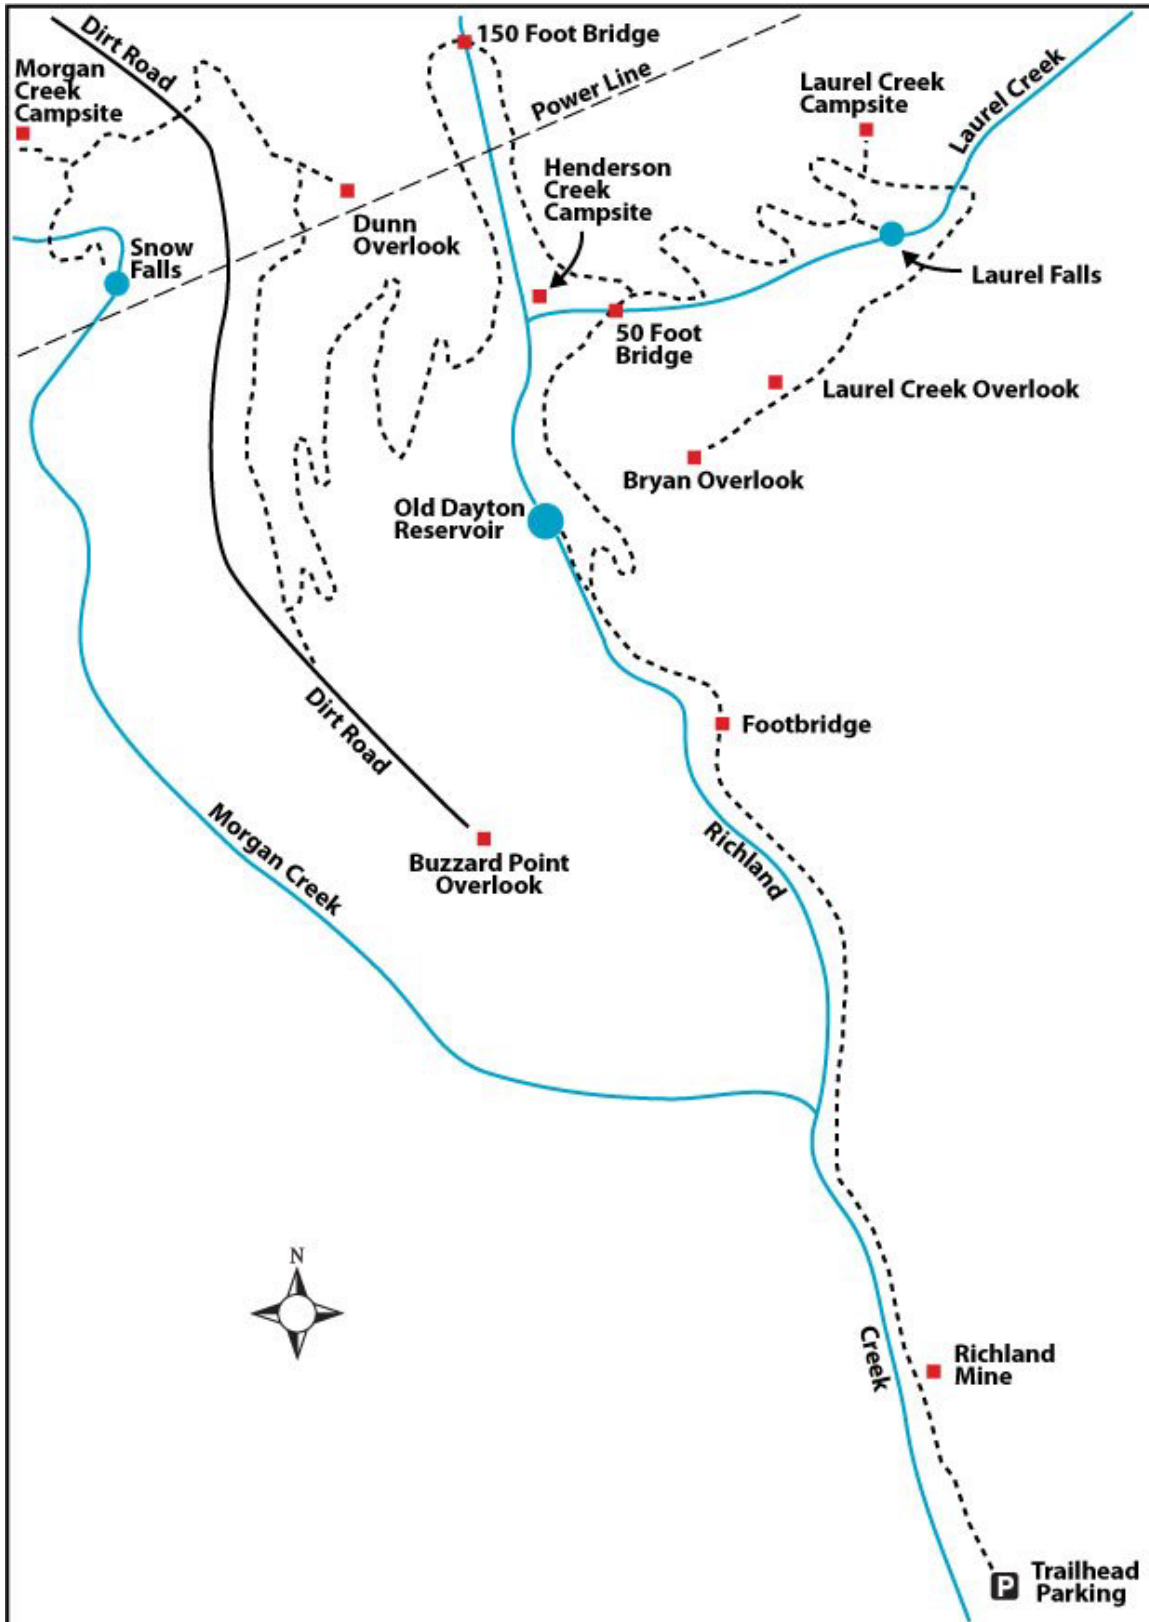 Dirt Road
150 Foot Bridge
Morgan
Creek
Campsite
Power Line
Laurel Creek
Campsite
Laurel Creek
Henderson
Creek
Campsite
Dunn
Overlook
Snow
Falls
Laurel Falls
50 Foot
Bridge
Laurel Creek Overlook
Bryan Overlook
Old Dayton
Reservoir
Dirt Road
Footbridge
Morgan Creek
Richland
Buzzard Point
Overlook
N
Creek
Richland
Mine
P
Trailhead
Parking